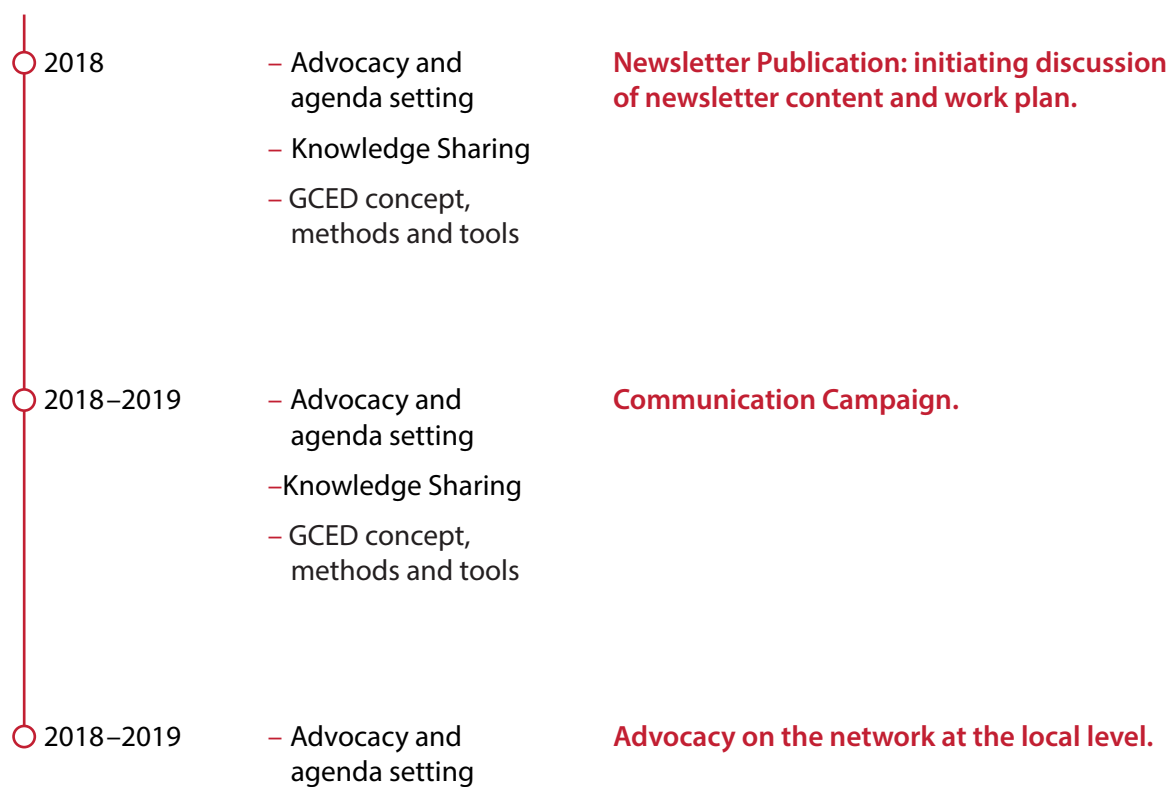 2018
– Advocacy and
agenda setting
– Knowledge Sharing
– GCED concept,
methods and tools
Newsletter Publication: initiating discussion
of newsletter content and work plan.
2018–2019
– Advocacy and
agenda setting
–Knowledge Sharing
– GCED concept,
methods and tools
Communication Campaign.
2018–2019
– Advocacy and
agenda setting
Advocacy on the network at the local level.